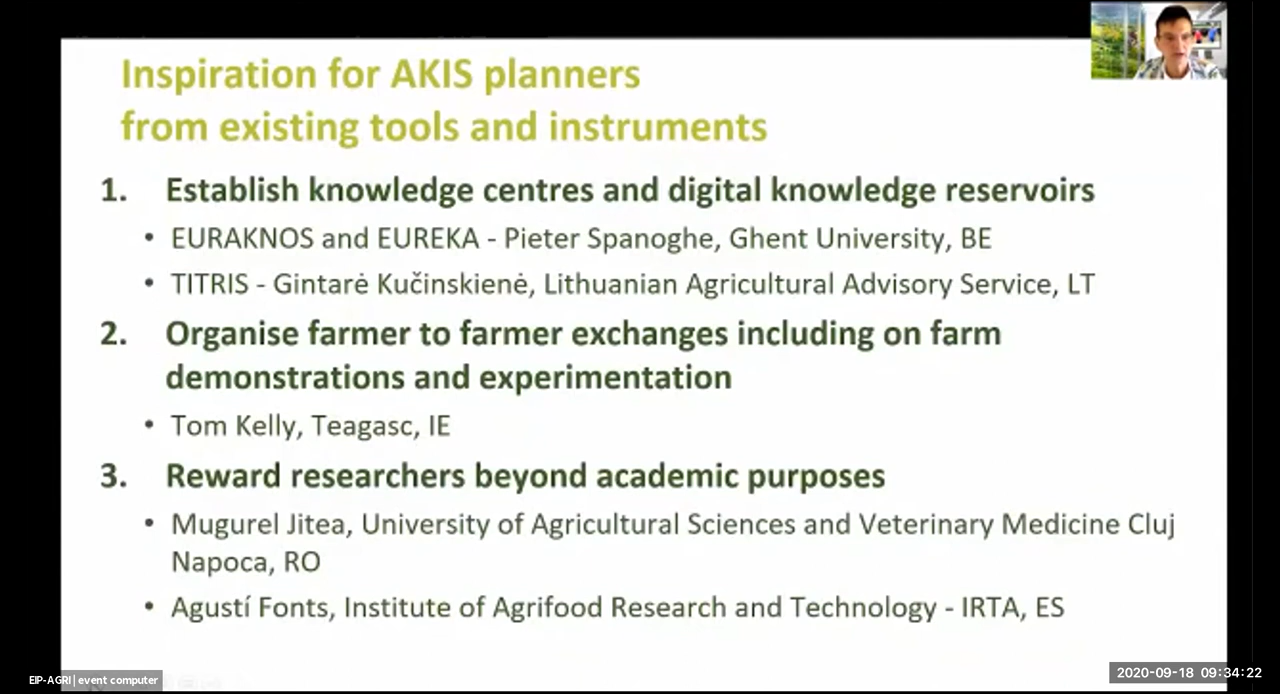 Inspiration for AKIS planners
from existing tools and instruments
1. Establish knowledge centres and digital knowledge reservoirs
• EURAKNOS and EUREKA - Pieter Spanoghe, Ghent University, BE
• TITRIS - Gintarė Kučinskienė, Lithuanian Agricultural Advisory Service, LT
2. Organise farmer to farmer exchanges including on farm
demonstrations and experimentation
• Tom Kelly, Teagasc, IE
3. Reward researchers beyond academic purposes
• Mugurel Jitea, University of Agricultural Sciences and Veterinary Medicine Cluj
Napoca, RO
• Agustí Fonts, Institute of Agrifood Research and Technology - IRTA, ES
EIP-AGRI | event computer
2020-09-18 09:34:22